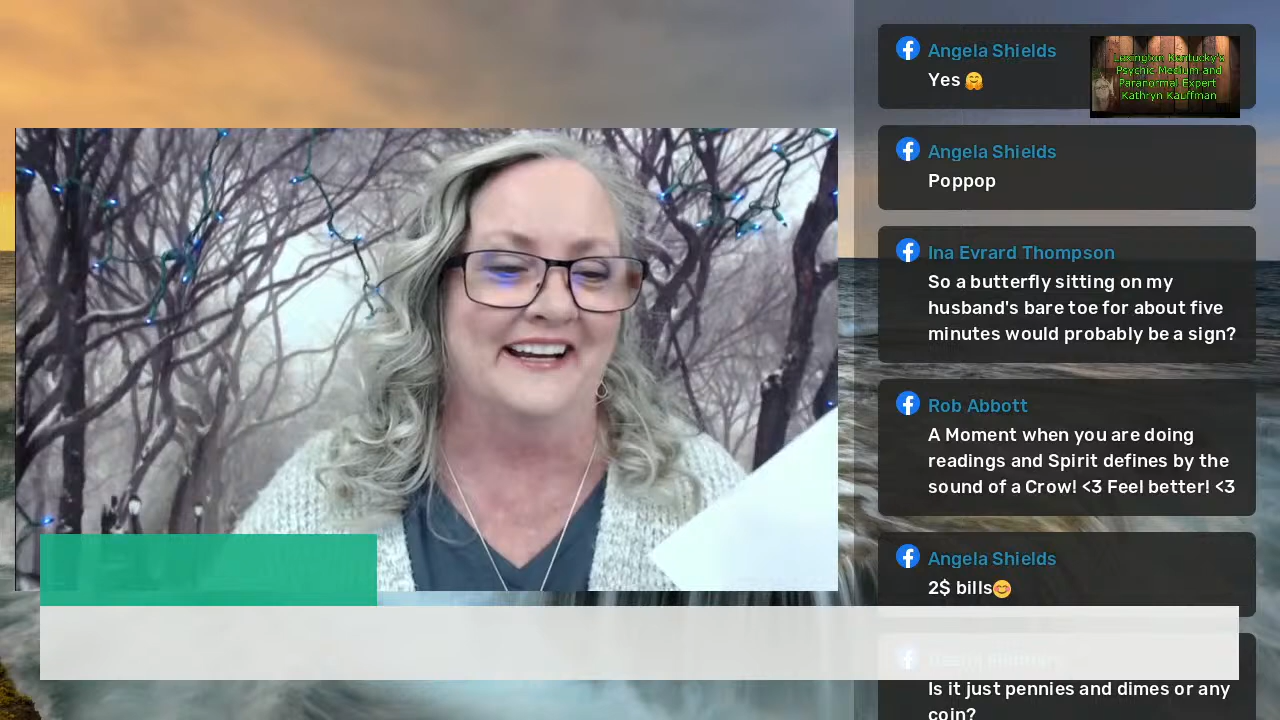 Angela Shields
Yes 🤗
Lexington Kentucky's
Psychic Medium and
Paranormal Expert
Kathryn Kauffman
Angela Shields
Poppop
Ina Evrard Thompson
So a butterfly sitting on my
husband's bare toe for about five
minutes would probably be a sign?
Rob Abbott
A Moment when you are doing
readings and Spirit defines by the
sound of a Crow! <3 Feel better! <3
Angela Shields
2$ bills😊
Is it just pennies and dimes or any
coin?